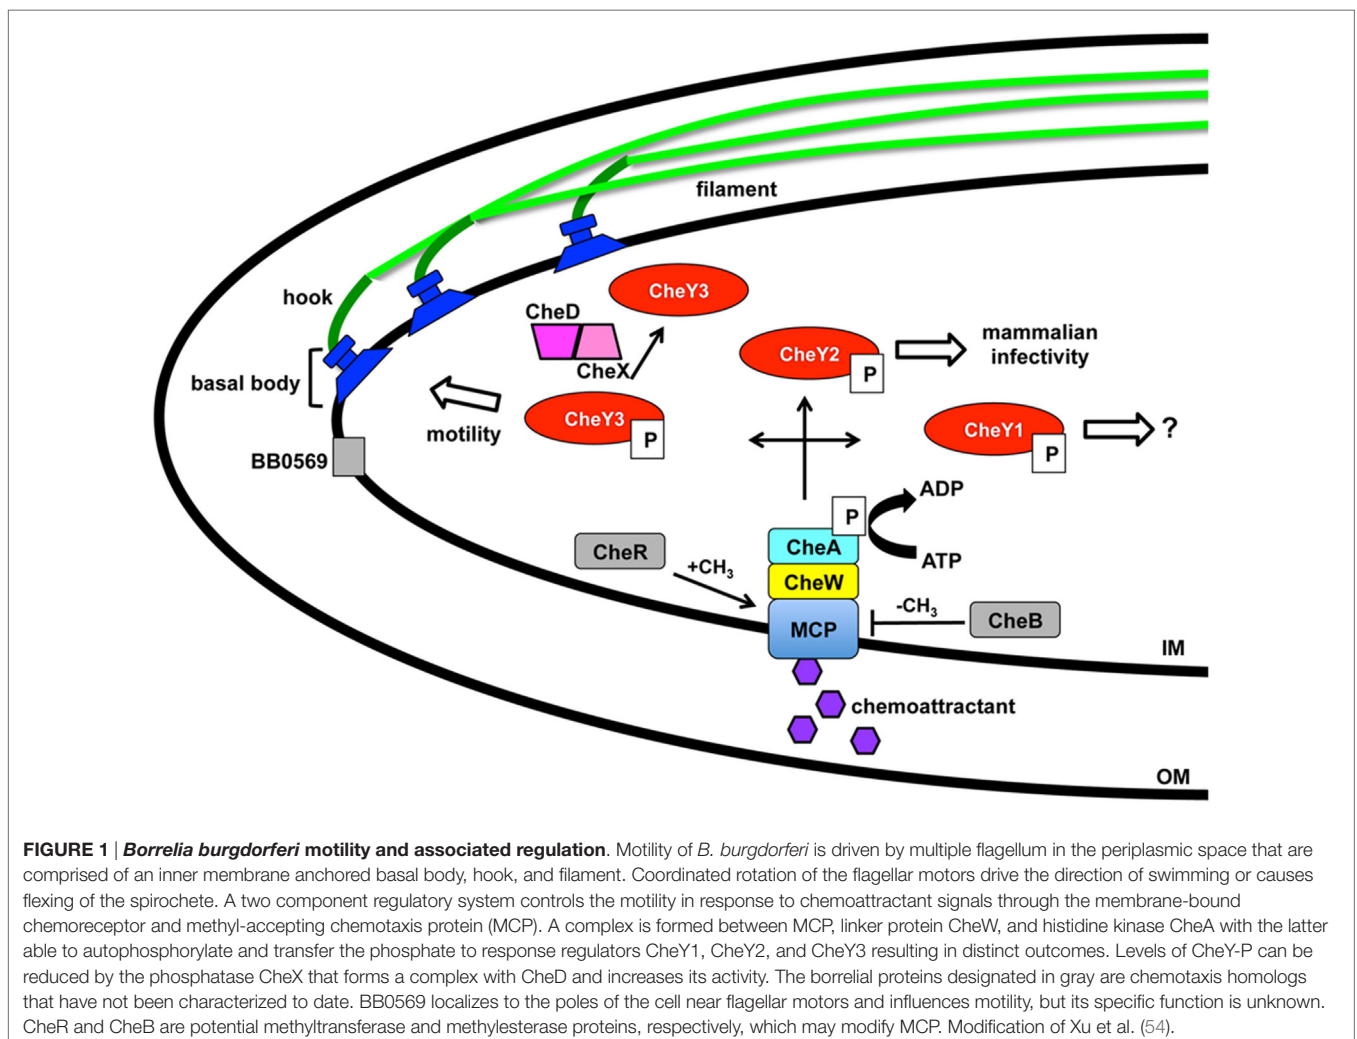 filament
CheY3
hook
CheD
CheX
mammalian
infectivity
CheY2
P
basal body
motility
CheY3
P
CheY1
P
?
BB0569
ADP
P
ATP
CheA
CheR
+CH3
CheW
-CH3
CheB
MCP
IM
chemoattractant
OM
FIGURE 1 | Borrelia burgdorferi motility and associated regulation. Motility of B. burgdorferi is driven by multiple flagellum in the periplasmic space that are
comprised of an inner membrane anchored basal body, hook, and filament. Coordinated rotation of the flagellar motors drive the direction of swimming or causes
flexing of the spirochete. A two component regulatory system controls the motility in response to chemoattractant signals through the membrane-bound
chemoreceptor and methyl-accepting chemotaxis protein (MCP). A complex is formed between MCP, linker protein CheW, and histidine kinase CheA with the latter
able to autophosphorylate and transfer the phosphate to response regulators CheY1, CheY2, and CheY3 resulting in distinct outcomes. Levels of CheY-P can be
reduced by the phosphatase CheX that forms a complex with CheD and increases its activity. The borrelial proteins designated in gray are chemotaxis homologs
that have not been characterized to date. BB0569 localizes to the poles of the cell near flagellar motors and influences motility, but its specific function is unknown.
CheR and CheB are potential methyltransferase and methylesterase proteins, respectively, which may modify MCP. Modification of Xu et al. (54).